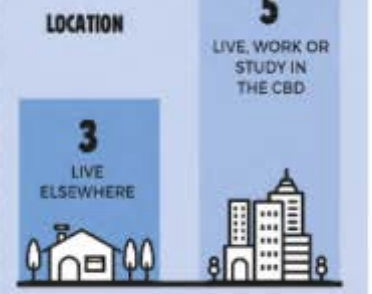 LOCATION
5
LIVE, WORK OR
STUDY IN
THE CBD
3
LIVE
ELSEWHERE